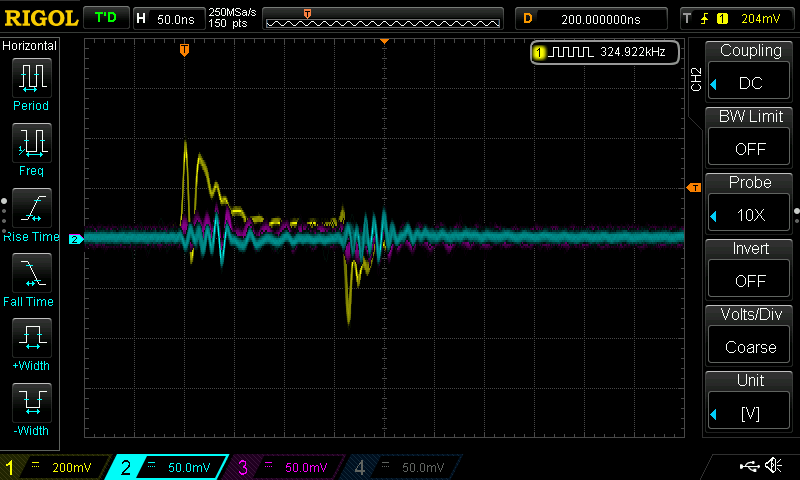 RIGOL T'D H 50.0ns 250MSa/s 150 pts T D 200.000000ns T 1 204mV
Horizontal
Period
Freq
Rise Time
Fall Time
+Width
-Width
T
1 324.922kHz
T
2
CH2
Coupling
DC
BW Limit
OFF
Probe
10X
Invert
OFF
Volts/Div
Coarse
Unit
[V]
1 200mV 2 50.0mV 3 50.0mV 4 50.0mV